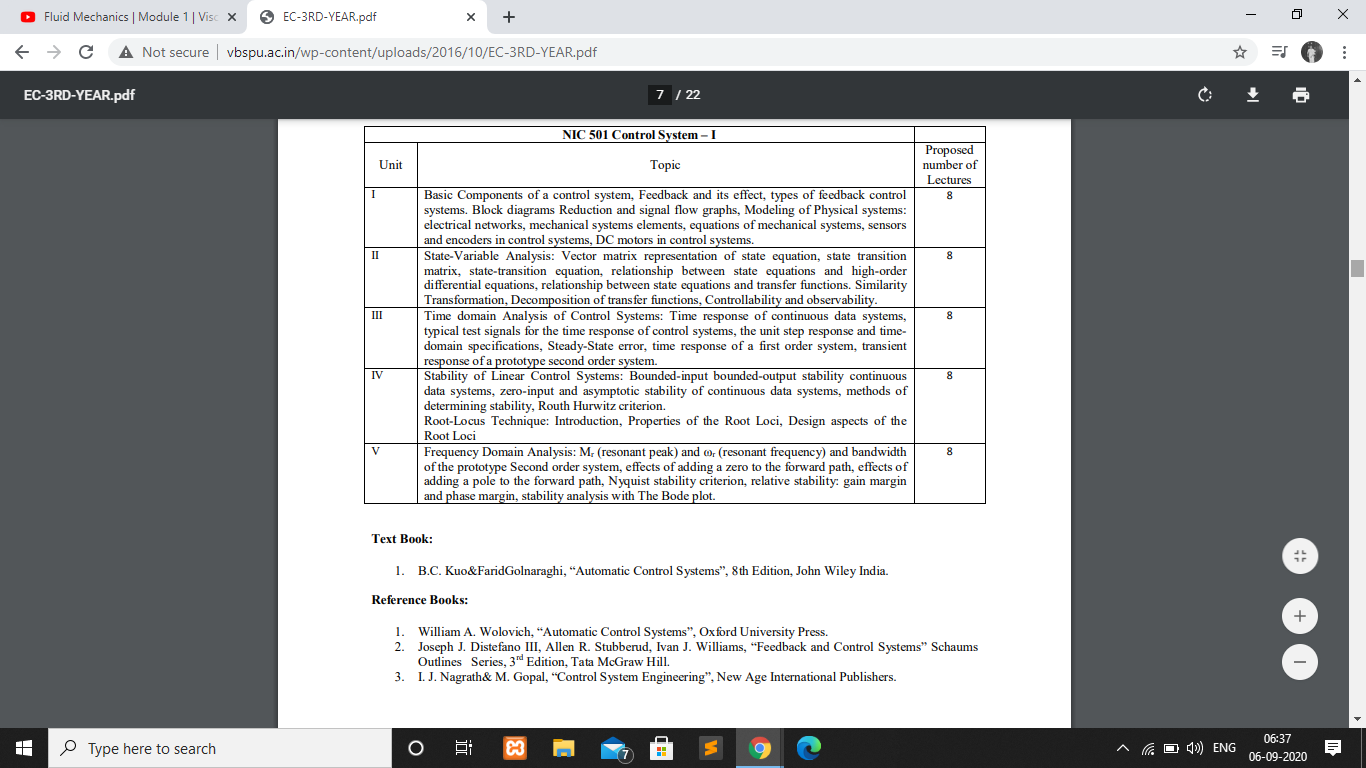 Fluid Mechanics | Module 1 | Visc
EC-3RD-YEAR.pdf
Not secure | vbspu.ac.in/wp-content/uploads/2016/10/EC-3RD-YEAR.pdf
EC-3RD-YEAR.pdf
7 / 22
NIC 501 Control System – I
Unit
Topic
Proposed
number of
Lectures
I
Basic Components of a control system, Feedback and its effect, types of feedback control
systems. Block diagrams Reduction and signal flow graphs, Modeling of Physical systems:
electrical networks, mechanical systems elements, equations of mechanical systems, sensors
and encoders in control systems, DC motors in control systems.
8
II
State-Variable Analysis: Vector matrix representation of state equation, state transition
matrix, state-transition equation, relationship between state equations and high-order
differential equations, relationship between state equations and transfer functions. Similarity
Transformation, Decomposition of transfer functions, Controllability and observability.
8
III
Time domain Analysis of Control Systems: Time response of continuous data systems,
typical test signals for the time response of control systems, the unit step response and time-
domain specifications, Steady-State error, time response of a first order system, transient
response of a prototype second order system.
8
IV
Stability of Linear Control Systems: Bounded-input bounded-output stability continuous
data systems, zero-input and asymptotic stability of continuous data systems, methods of
determining stability, Routh Hurwitz criterion.
Root-Locus Technique: Introduction, Properties of the Root Loci, Design aspects of the
Root Loci
8
V
Frequency Domain Analysis: Mr (resonant peak) and ωr (resonant frequency) and bandwidth
of the prototype Second order system, effects of adding a zero to the forward path, effects of
adding a pole to the forward path, Nyquist stability criterion, relative stability: gain margin
and phase margin, stability analysis with The Bode plot.
8
Text Book:
1. B.C. Kuo&FaridGolnaraghi, “Automatic Control Systems”, 8th Edition, John Wiley India.
Reference Books:
1. William A. Wolovich, “Automatic Control Systems”, Oxford University Press.
2. Joseph J. Distefano III, Allen R. Stubberud, Ivan J. Williams, “Feedback and Control Systems” Schaums
Outlines Series, 3rd Edition, Tata McGraw Hill.
3. I. J. Nagrath& M. Gopal, “Control System Engineering”, New Age International Publishers.
Type here to search
7
ENG
06:37
06-09-2020